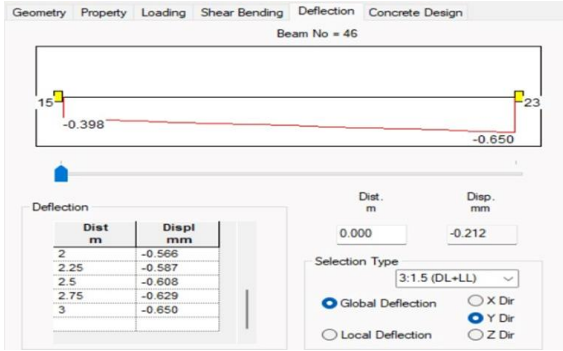 Geometry Property Loading Shear Bending Deflection Concrete Design
Beam No = 46
15 23
-0.398
-0.650
Dist. Disp.
m mm
Deflection
Dist Displ
m mm
0.000 -0.212
2 -0.566
2.25 -0.587
2.5 -0.608
2.75 -0.629
3 -0.650
Selection Type
3:1.5 (DL+LL)
Global Deflection X Dir
Y Dir
Local Deflection Z Dir